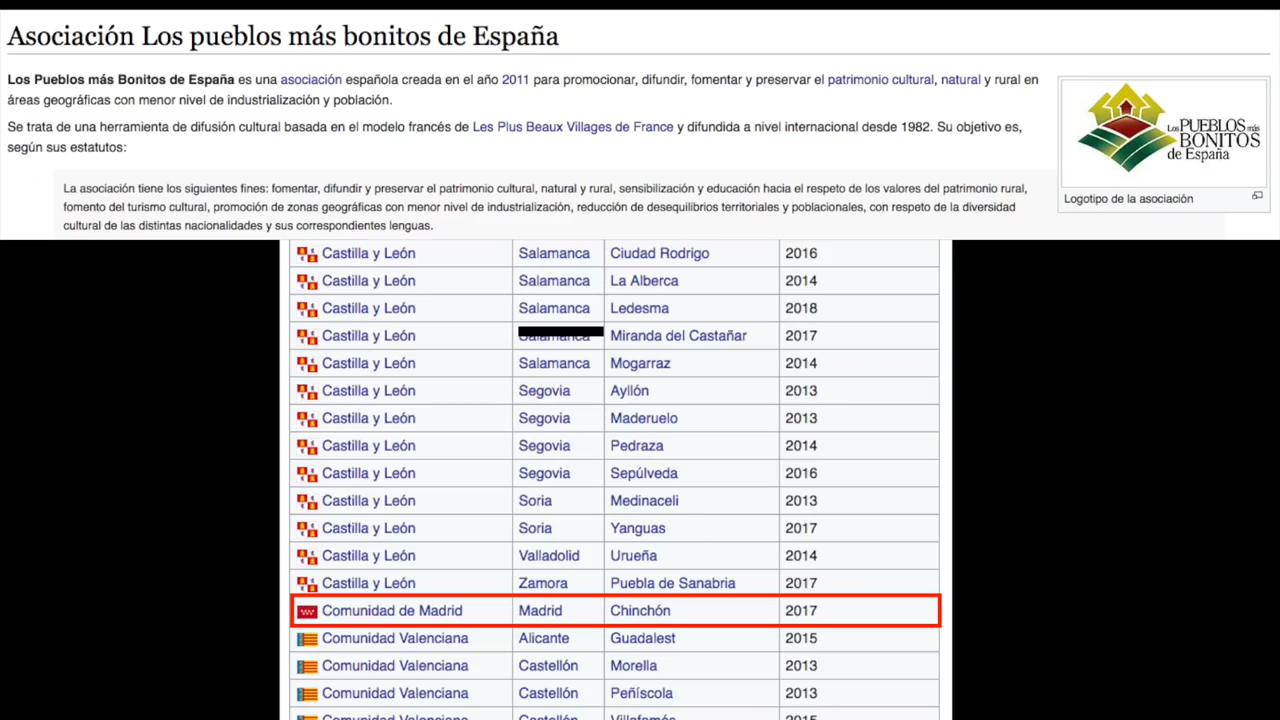 Asociación Los pueblos más bonitos de España
Los Pueblos más Bonitos de España es una asociación española creada en el año 2011 para promocionar, difundir, fomentar y preservar el patrimonio cultural, natural y rural en
áreas geográficas con menor nivel de industrialización y población.
Se trata de una herramienta de difusión cultural basada en el modelo francés de Les Plus Beaux Villages de France y difundida a nivel internacional desde 1982. Su objetivo es,
según sus estatutos:
La asociación tiene los siguientes fines: fomentar, difundir y preservar el patrimonio cultural, natural y rural, sensibilización y educación hacia el respeto de los valores del patrimonio rural,
fomento del turismo cultural, promoción de zonas geográficas con menor nivel de industrialización, reducción de desequilibrios territoriales y poblacionales, con respeto de la diversidad
cultural de las distintas nacionalidades y sus correspondientes lenguas.
Los PUEBLOS más
BONITOS
de España
Logotipo de la asociación
Castilla y León Salamanca Ciudad Rodrigo 2016
Castilla y León Salamanca La Alberca 2014
Castilla y León Salamanca Ledesma 2018
Castilla y León Miranda del Castañar 2017
Castilla y León Salamanca Mogarraz 2014
Castilla y León Segovia Ayllón 2013
Castilla y León Segovia Maderuelo 2013
Castilla y León Segovia Pedraza 2014
Castilla y León Segovia Sepúlveda 2016
Castilla y León Soria Medinaceli 2013
Castilla y León Soria Yanguas 2017
Castilla y León Valladolid Urueña 2014
Castilla y León Zamora Puebla de Sanabria 2017
Comunidad de Madrid Madrid Chinchón 2017
Comunidad Valenciana Alicante Guadalest 2015
Comunidad Valenciana Castellón Morella 2013
Comunidad Valenciana Castellón Peñíscola 2013